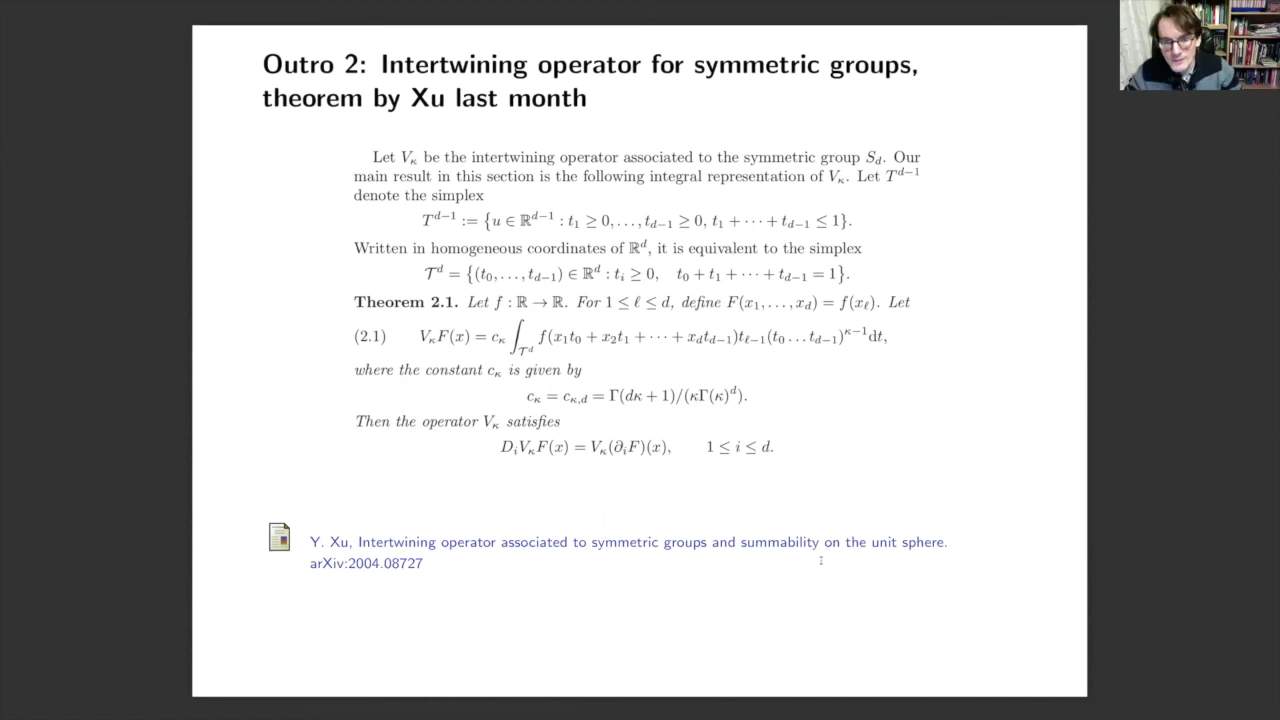 Outro 2: Intertwining operator for symmetric groups,
theorem by Xu last month
Let V_κ be the intertwining operator associated to the symmetric group S_d. Our
main result in this section is the following integral representation of V_κ. Let T^{d−1}
denote the simplex
T^{d−1} := {u ∈ ℝ^{d−1} : t_1 ≥ 0, . . . , t_{d−1} ≥ 0, t_1 + · · · + t_{d−1} ≤ 1}.
Written in homogeneous coordinates of ℝ^d, it is equivalent to the simplex
𝒯^d = {(t_0, . . . , t_{d−1}) ∈ ℝ^d : t_i ≥ 0, t_0 + t_1 + · · · + t_{d−1} = 1}.
Theorem 2.1. Let f : ℝ → ℝ. For 1 ≤ ℓ ≤ d, define F(x_1, . . . , x_d) = f(x_ℓ). Let
(2.1) V_κF(x) = c_κ ∫_{𝒯^d} f(x_1t_0 + x_2t_1 + · · · + x_dt_{d−1})t_{ℓ−1}(t_0 . . . t_{d−1})^{κ−1}dt,
where the constant c_κ is given by
c_κ = c_{κ,d} = Γ(dκ + 1)/(κΓ(κ)^d).
Then the operator V_κ satisfies
D_iV_κF(x) = V_κ(∂_iF)(x), 1 ≤ i ≤ d.
Y. Xu, Intertwining operator associated to symmetric groups and summability on the unit sphere.
arXiv:2004.08727